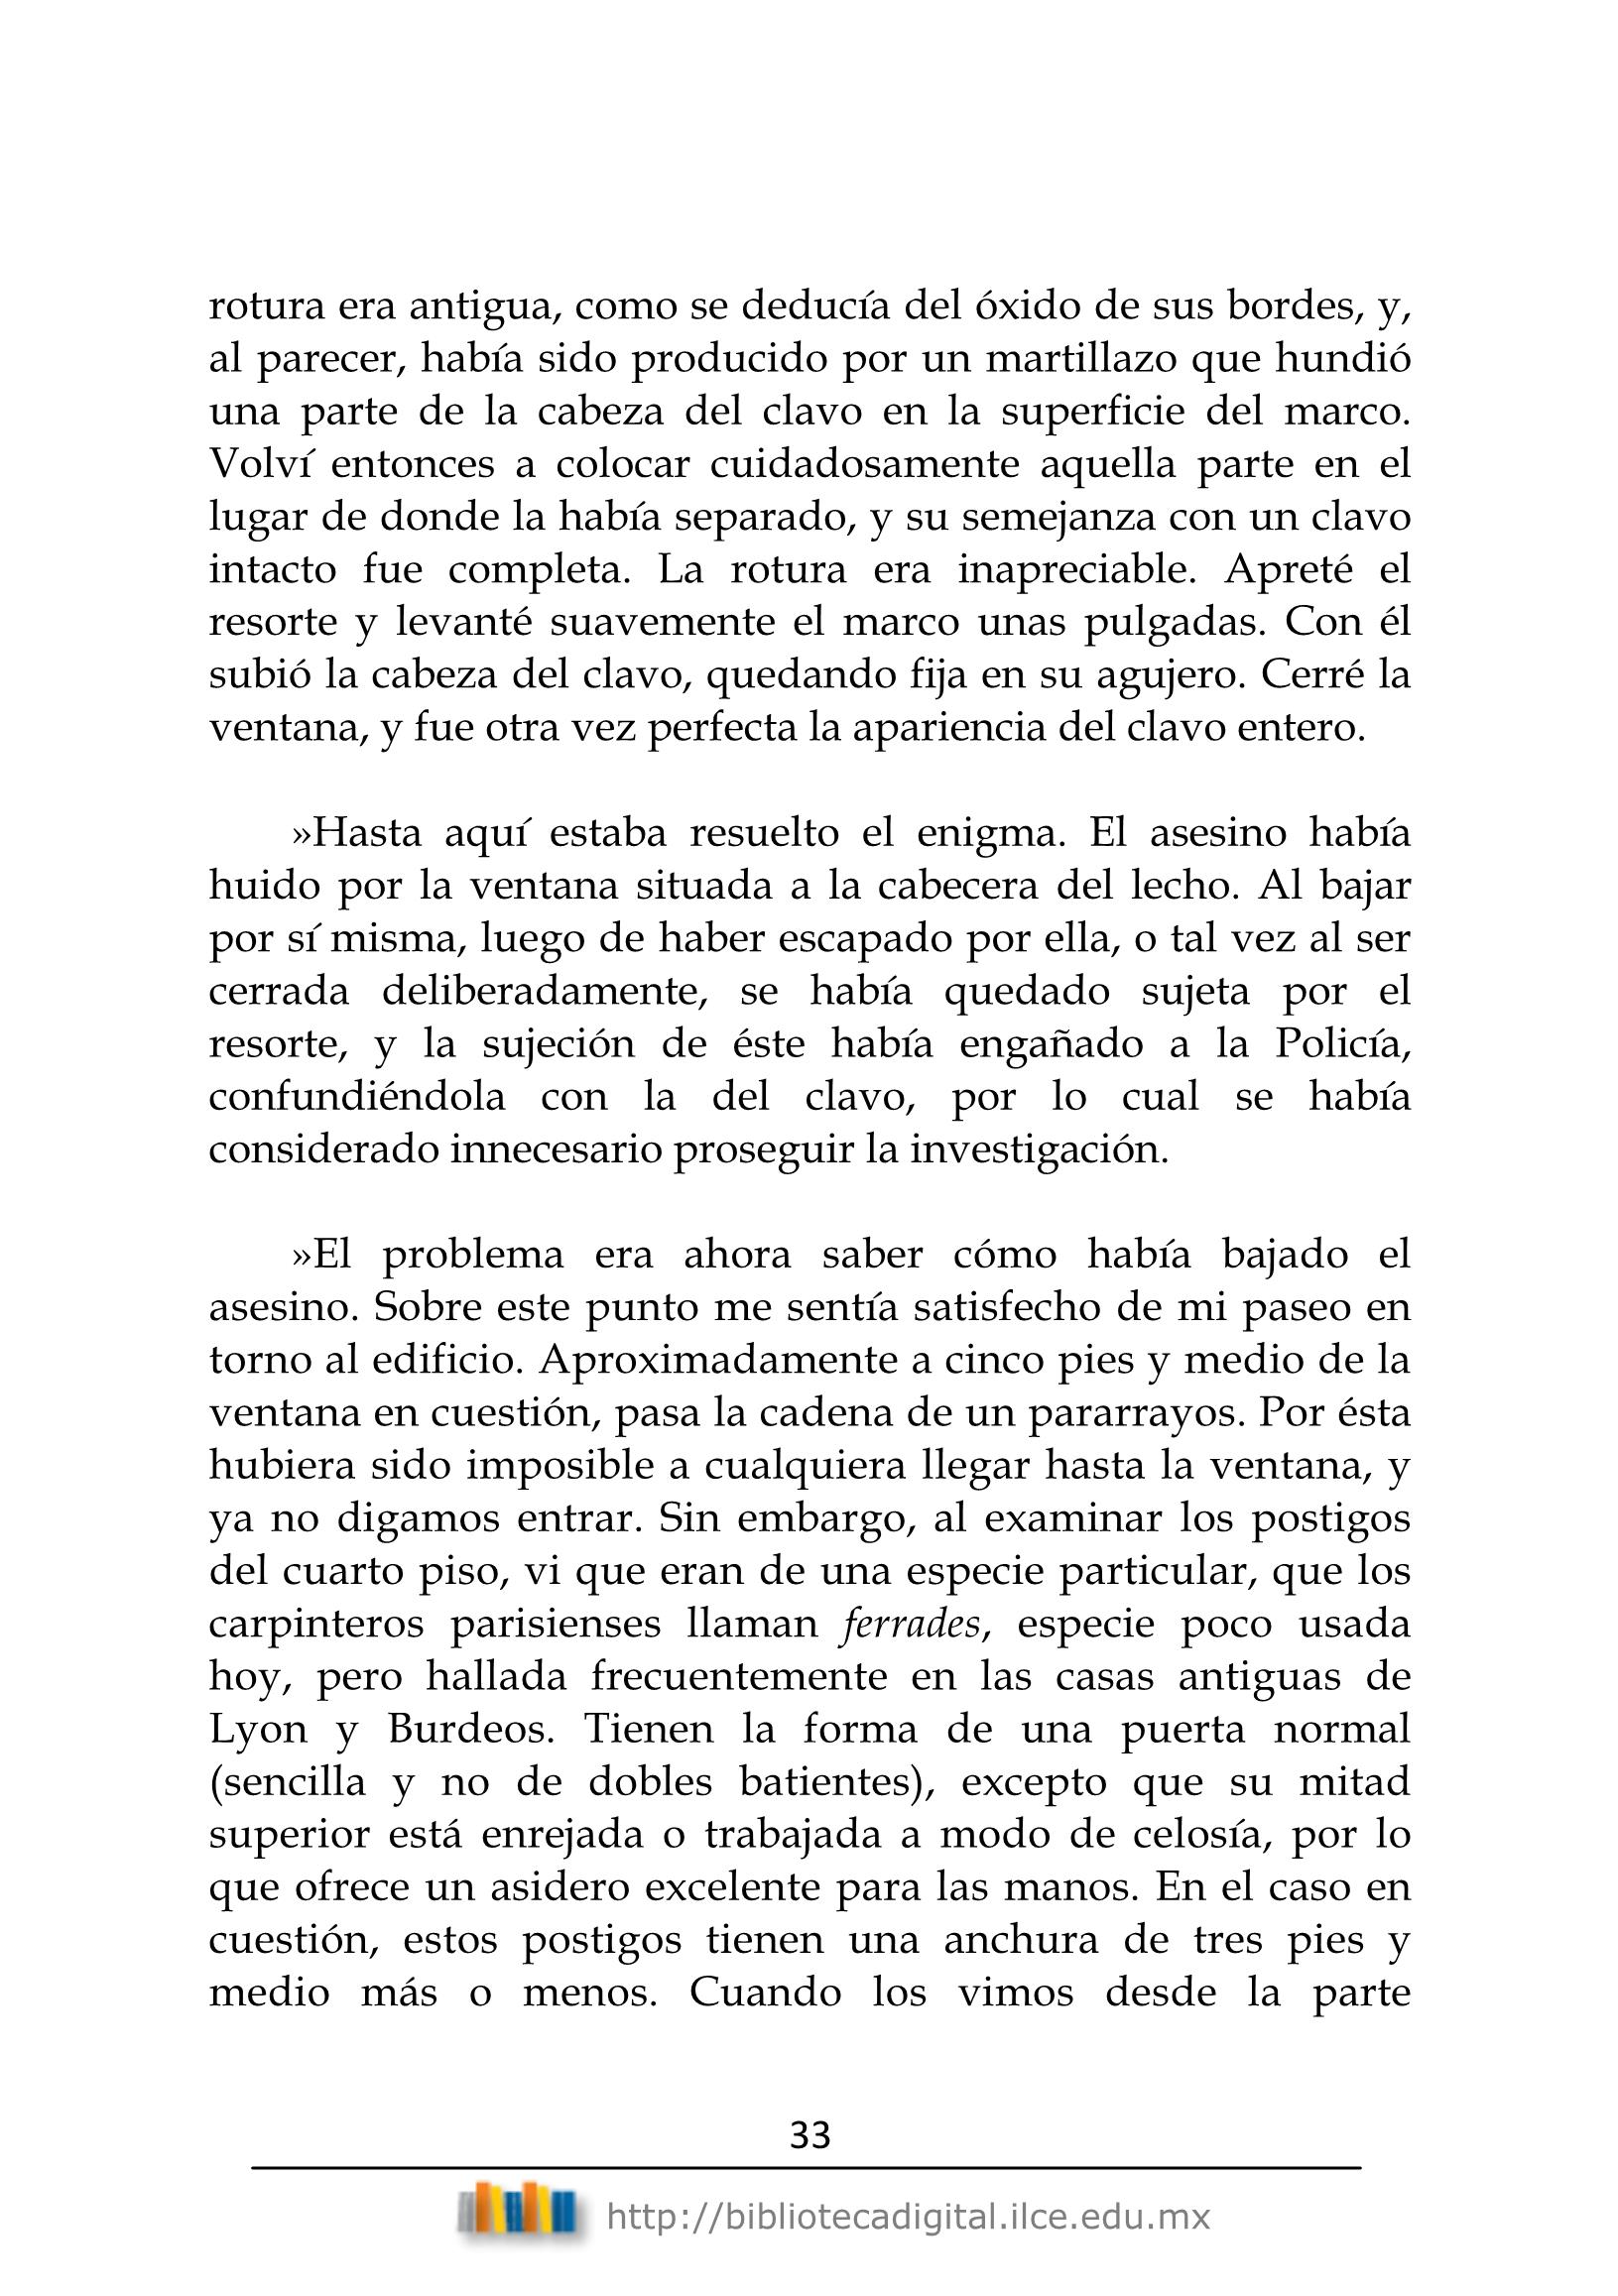 rotura era antigua, como se deducía del óxido de sus bordes, y,
al parecer, había sido producido por un martillazo que hundió
una parte de la cabeza del clavo en la superficie del marco.
Volví entonces a colocar cuidadosamente aquella parte en el
lugar de donde la había separado, y su semejanza con un clavo
intacto fue completa. La rotura era inapreciable. Apreté el
resorte y levanté suavemente el marco unas pulgadas. Con él
subió la cabeza del clavo, quedando fija en su agujero. Cerré la
ventana, y fue otra vez perfecta la apariencia del clavo entero.
»Hasta aquí estaba resuelto el enigma. El asesino había
huido por la ventana situada a la cabecera del lecho. Al bajar
por sí misma, luego de haber escapado por ella, o tal vez al ser
cerrada deliberadamente, se había quedado sujeta por el
resorte, y la sujeción de éste había engañado a la Policía,
confundiéndola con la del clavo, por lo cual se había
considerado innecesario proseguir la investigación.
»El problema era ahora saber cómo había bajado el
asesino. Sobre este punto me sentía satisfecho de mi paseo en
torno al edificio. Aproximadamente a cinco pies y medio de la
ventana en cuestión, pasa la cadena de un pararrayos. Por ésta
hubiera sido imposible a cualquiera llegar hasta la ventana, y
ya no digamos entrar. Sin embargo, al examinar los postigos
del cuarto piso, vi que eran de una especie particular, que los
carpinteros parisienses llaman ferrades, especie poco usada
hoy, pero hallada frecuentemente en las casas antiguas de
Lyon y Burdeos. Tienen la forma de una puerta normal
(sencilla y no de dobles batientes), excepto que su mitad
superior está enrejada o trabajada a modo de celosía, por lo
que ofrece un asidero excelente para las manos. En el caso en
cuestión, estos postigos tienen una anchura de tres pies y
medio más o menos. Cuando los vimos desde la parte
33
http://bibliotecadigital.ilce.edu.mx